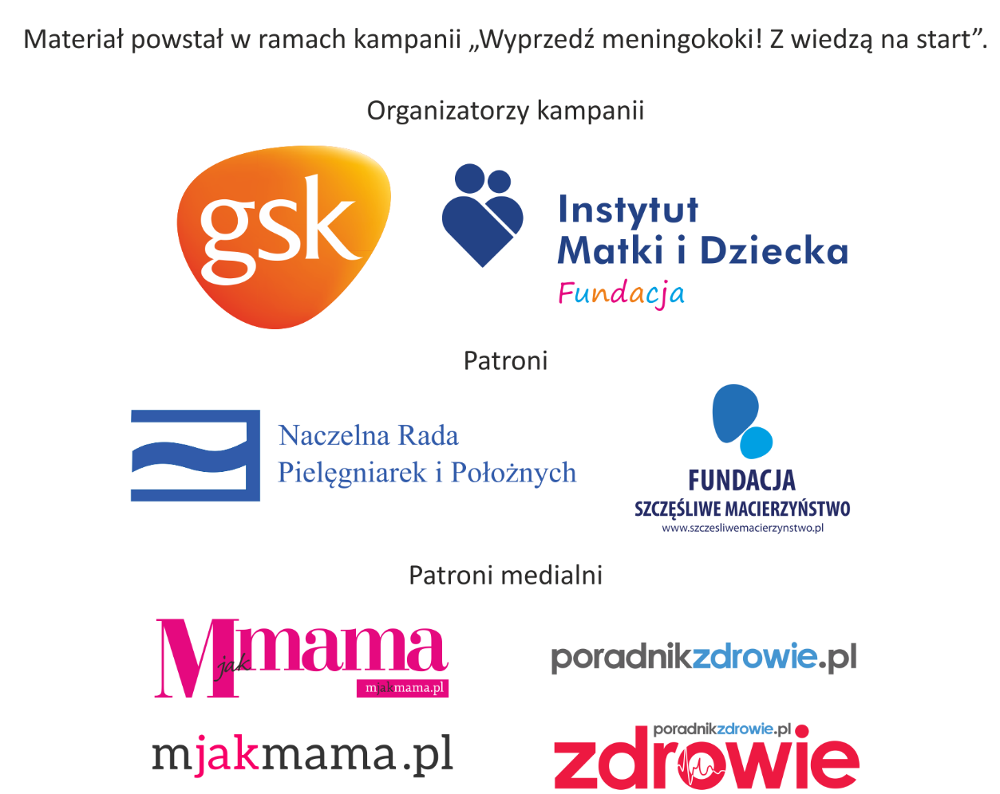 Materiał powstał w ramach kampanii „Wyprzedź meningokoki! Z wiedzą na start”.
Organizatorzy kampanii
gsk
Instytut
Matki i Dziecka
Fundacja
Patroni
Naczelna Rada
Pielęgniarek i Położnych
FUNDACJA
SZCZĘŚLIWE MACIERZYŃSTWO
www.szczesliwemacierzynstwo.pl
Patroni medialni
M jak mama
mjakmama.pl
poradnikzdrowie.pl
mjakmama.pl
poradnikzdrowie.pl
zdrowie